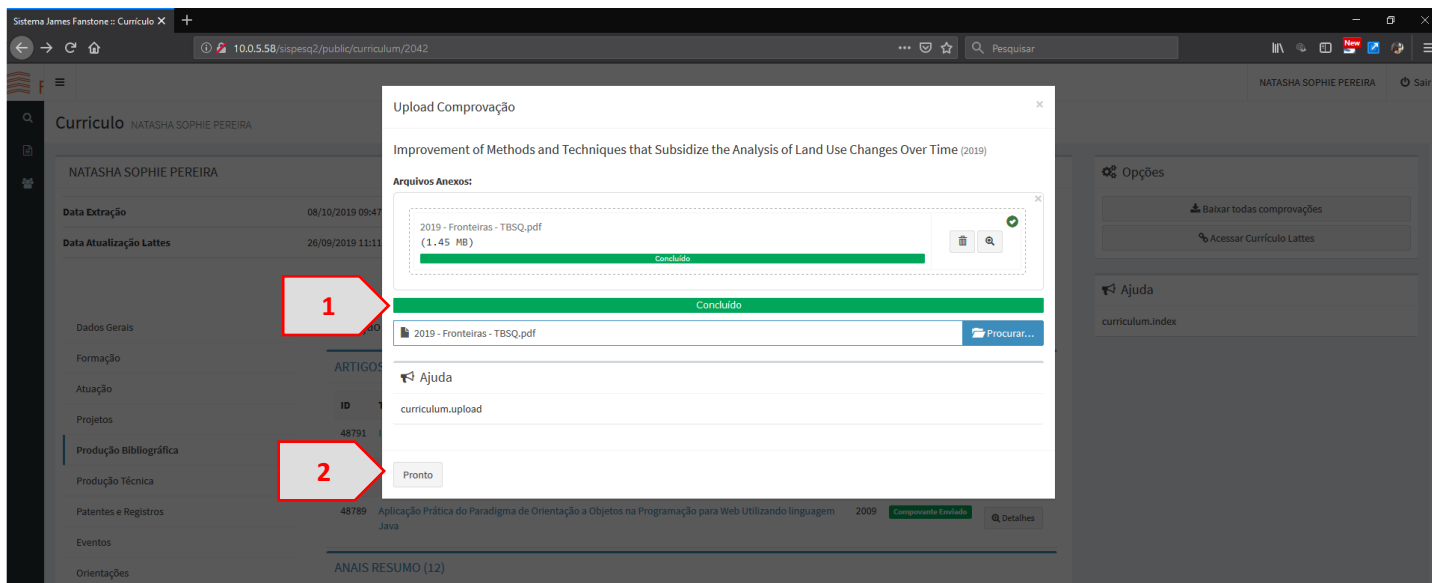 Sistema James Fanstone :: Currículo
10.0.5.58/sispesq2/public/curriculum/2042
Pesquisar
New
NATASHA SOPHIE PEREIRA
Sair
Curriculo NATASHA SOPHIE PEREIRA
Upload Comprovação
Improvement of Methods and Techniques that Subsidize the Analysis of Land Use Changes Over Time (2019)
NATASHA SOPHIE PEREIRA
Opções
Arquivos Anexos:
Data Extração 08/10/2019 09:47
Baixar todas comprovações
2019 - Fronteiras - TBSQ.pdf
(1.45 MB)
Data Atualização Lattes 26/09/2019 11:11
Acessar Currículo Lattes
Concluído
Ajuda
1
Concluído
curriculum.index
Dados Gerais
2019 - Fronteiras - TBSQ.pdf
Procurar...
Formação
ARTIGOS
Ajuda
Atuação
ID
curriculum.upload
Projetos
48791
Produção Bibliográfica
2
Pronto
Produção Técnica
Patentes e Registros
48789 Aplicação Prática do Paradigma de Orientação a Objetos na Programação para Web Utilizando linguagem
Java
2009
Compovante Enviado
Detalhes
Eventos
ANAIS RESUMO (12)
Orientações